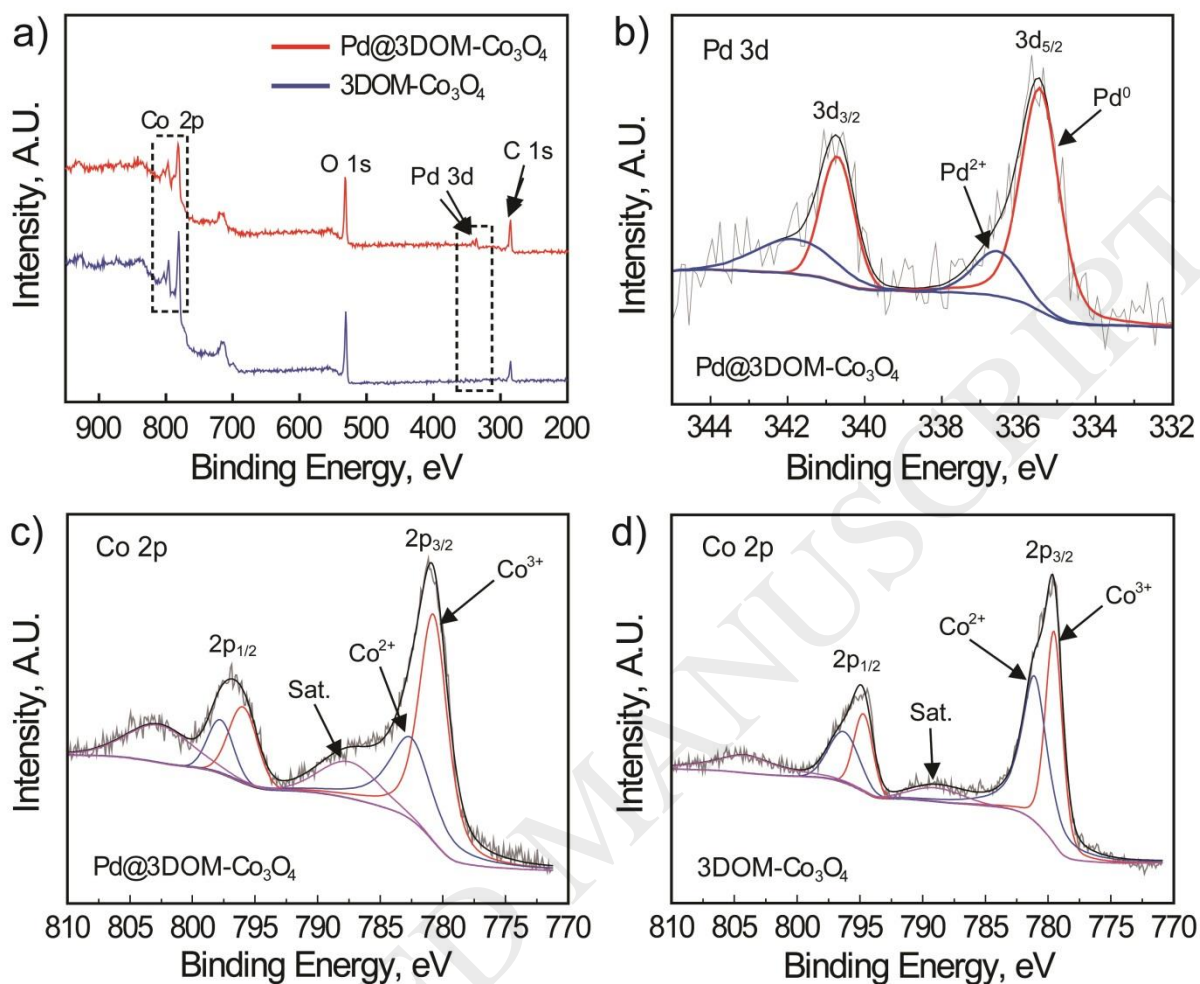 a)
Pd@3DOM-Co₃O₄
3DOM-Co₃O₄
Co 2p
O 1s
Pd 3d
C 1s
Intensity, A.U.
900 800 700 600 500 400 300 200
Binding Energy, eV
b)
Pd 3d
3d₅/₂
3d₃/₂
Pd⁰
Pd²⁺
Pd@3DOM-Co₃O₄
Intensity, A.U.
344 342 340 338 336 334 332
Binding Energy, eV
c)
Co 2p
2p₃/₂
Co³⁺
2p₁/₂
Co²⁺
Sat.
Pd@3DOM-Co₃O₄
Intensity, A.U.
810 805 800 795 790 785 780 775 770
Binding Energy, eV
d)
Co 2p
2p₃/₂
Co³⁺
Co²⁺
2p₁/₂
Sat.
3DOM-Co₃O₄
Intensity, A.U.
810 805 800 795 790 785 780 775 770
Binding Energy, eV
ED MANUSCRIPT